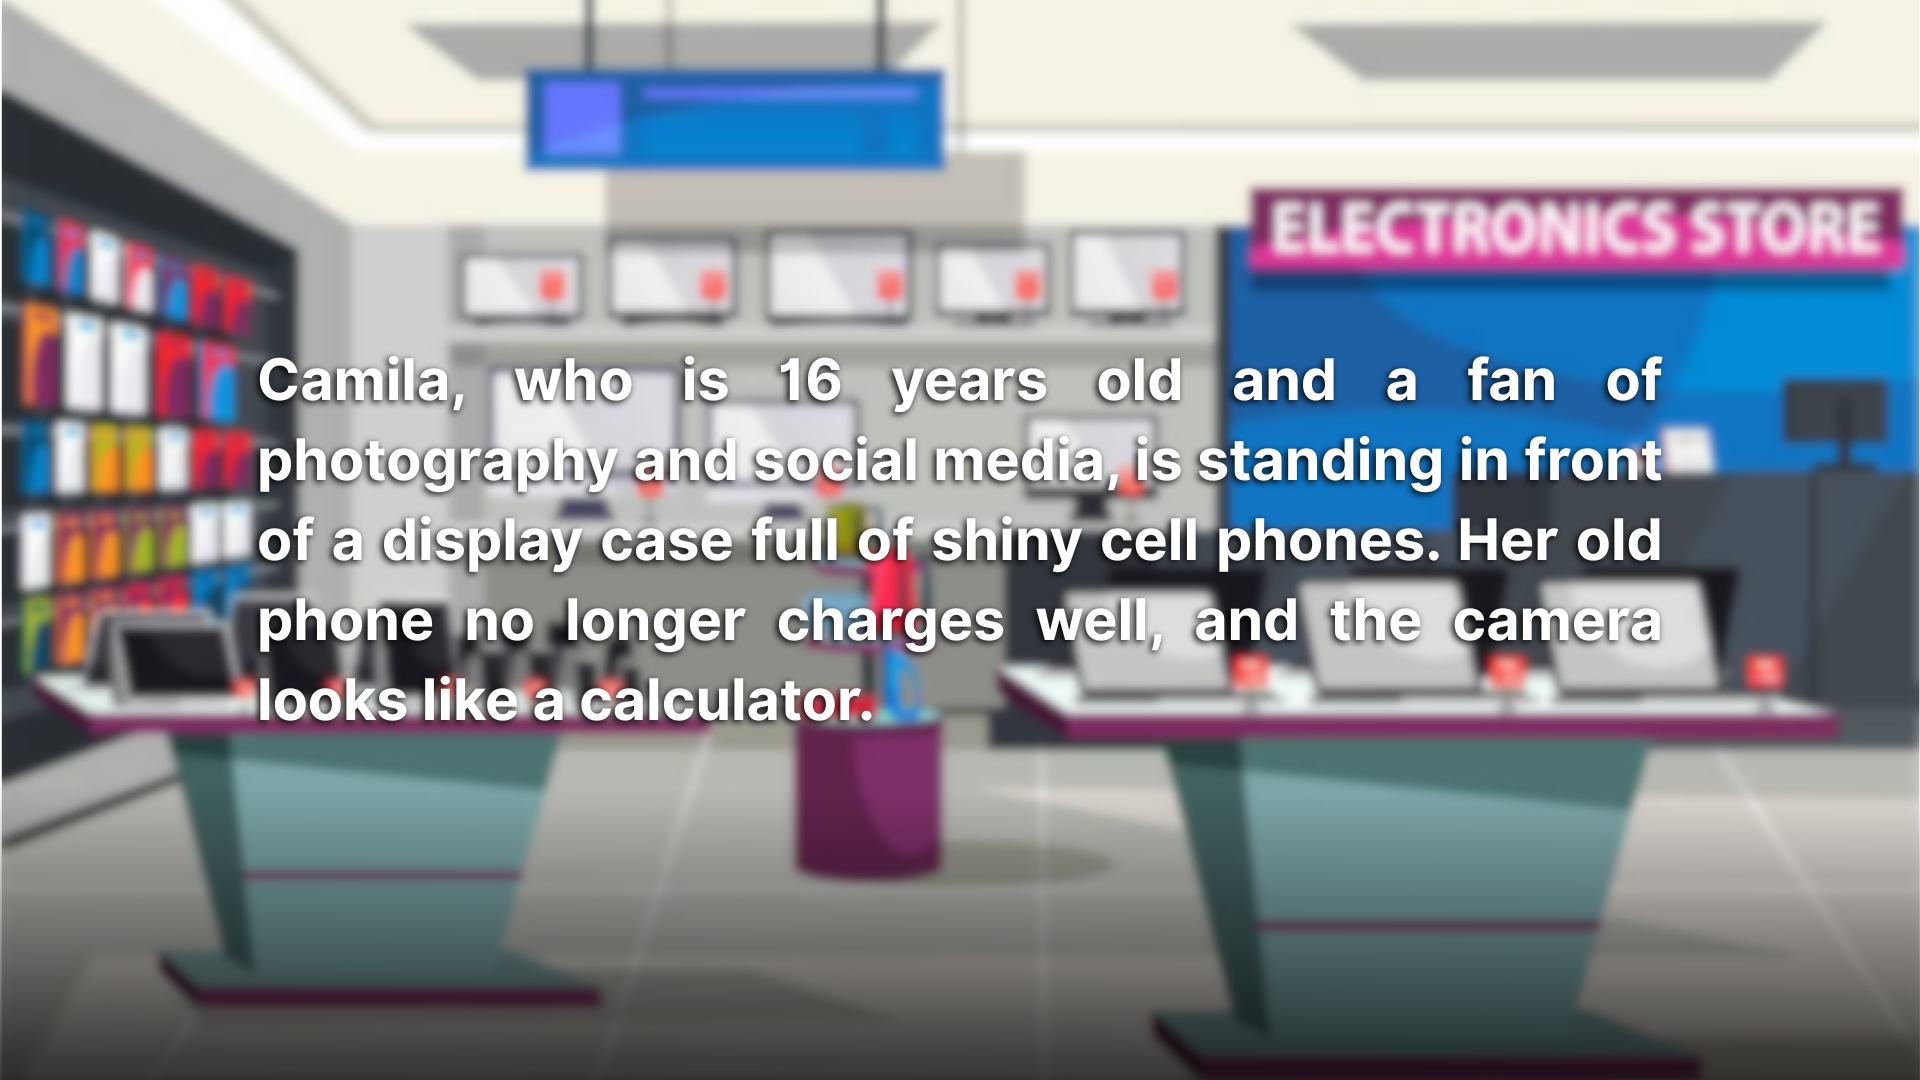 ELECTRONICS STORE
Camila, who is 16 years old and a fan of
photography and social media, is standing in front
of a display case full of shiny cell phones. Her old
phone no longer charges well, and the camera
looks like a calculator.